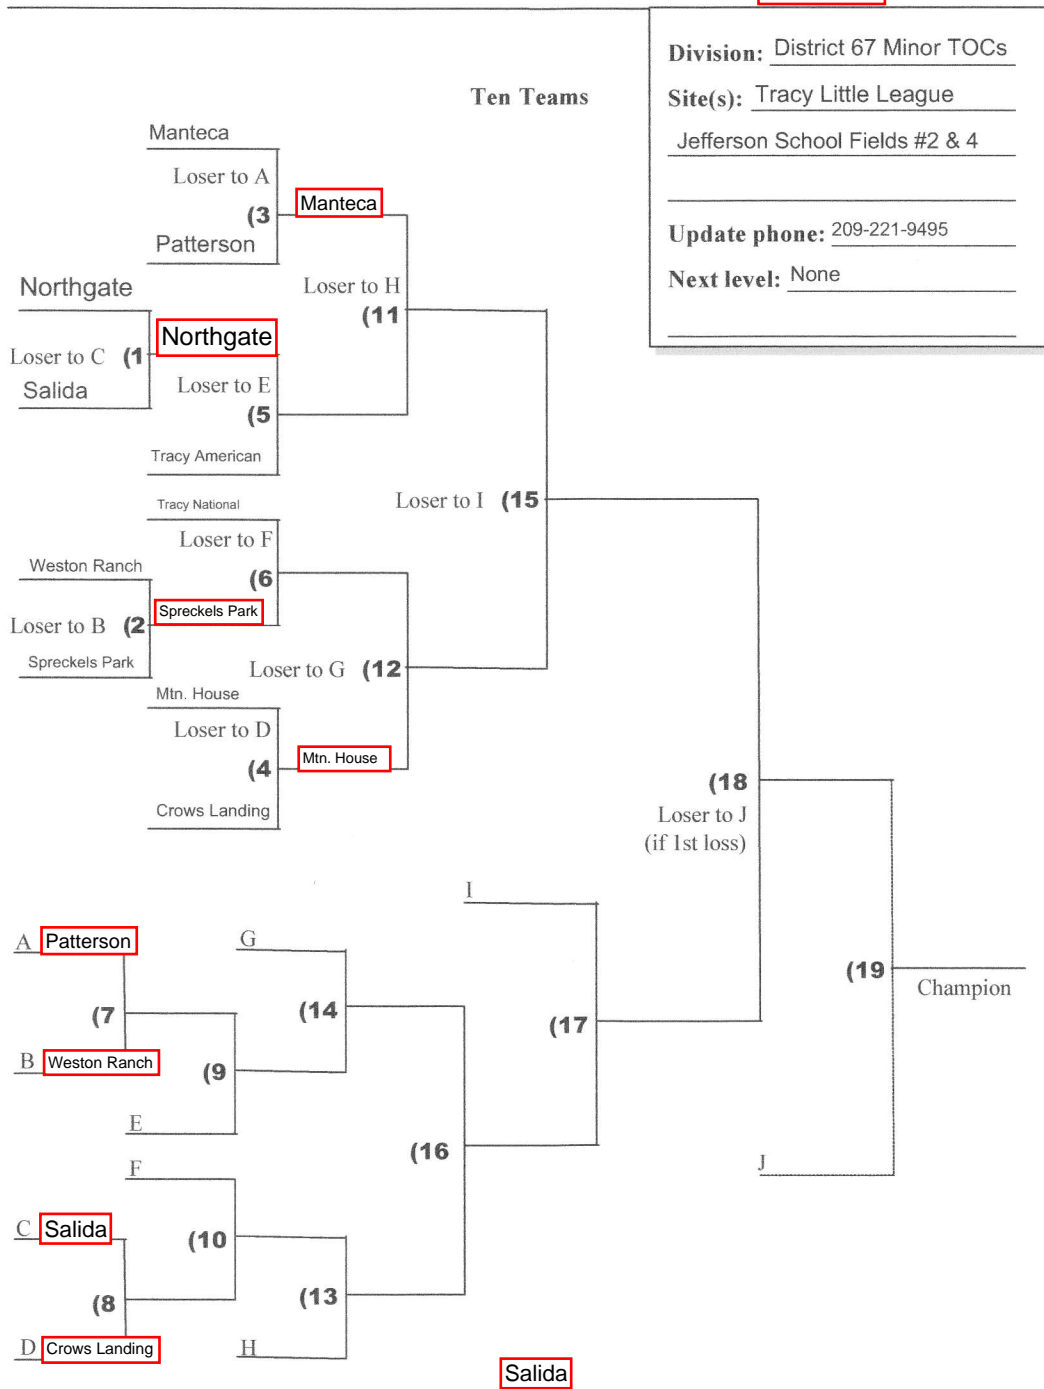 Division: District 67 Minor TOCs
Ten Teams
Site(s): Tracy Little League
Jefferson School Fields #2 & 4
Update phone: 209-221-9495
Next level: None
Manteca
Loser to A
(3
Manteca
Patterson
Northgate
Loser to H
(11
Northgate
Loser to C (1
Salida
Loser to E
(5
Tracy American
Tracy National
Loser to I (15
Loser to F
Weston Ranch
(6
Spreckels Park
Loser to B (2
Spreckels Park
Loser to G (12
Mtn. House
Loser to D
(4
Mtn. House
Crows Landing
(18
Loser to J
(if 1st loss)
I
A Patterson
G
(19
Champion
(7
(14
(17
B Weston Ranch
(9
E
(16
F
J
C Salida
(10
(8
(13
D Crows Landing
H
Salida